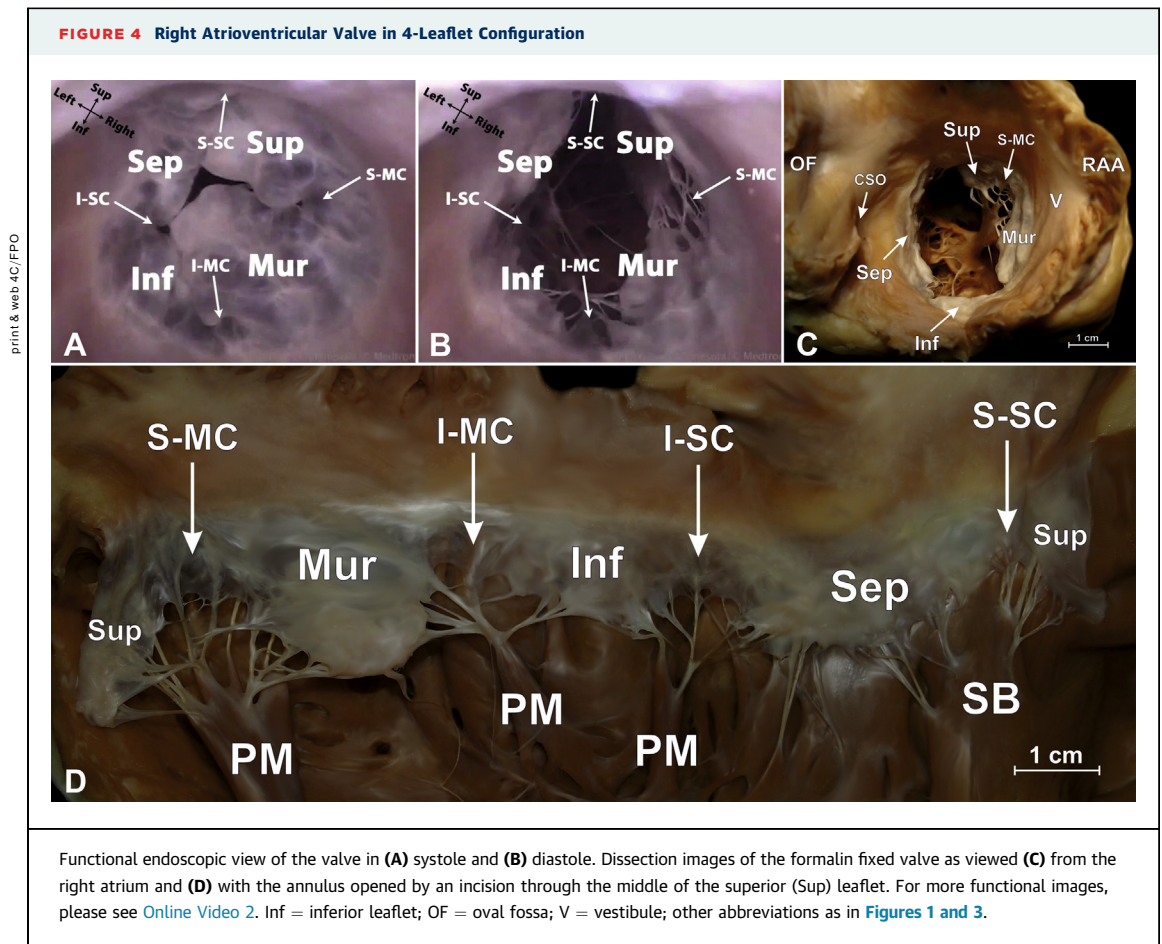 FIGURE 4 Right Atrioventricular Valve in 4-Leaflet Configuration
print & web 4C/FPO
Sup
Left
Right
Inf
S-SC
Sup
Sep
S-MC
I-SC
I-MC
Inf
Mur
A
Sup
Left
Right
Inf
S-SC
Sup
Sep
S-MC
I-SC
I-MC
Inf
Mur
B
Sup
S-MC
OF
RAA
CSO
V
Mur
Sep
Inf
C
1 cm
S-MC
I-MC
I-SC
S-SC
Mur
Inf
Sup
Sep
Sup
PM
SB
PM
PM
1 cm
D
Functional endoscopic view of the valve in (A) systole and (B) diastole. Dissection images of the formalin fixed valve as viewed (C) from the
right atrium and (D) with the annulus opened by an incision through the middle of the superior (Sup) leaflet. For more functional images,
please see Online Video 2. Inf = inferior leaflet; OF = oval fossa; V = vestibule; other abbreviations as in Figures 1 and 3.